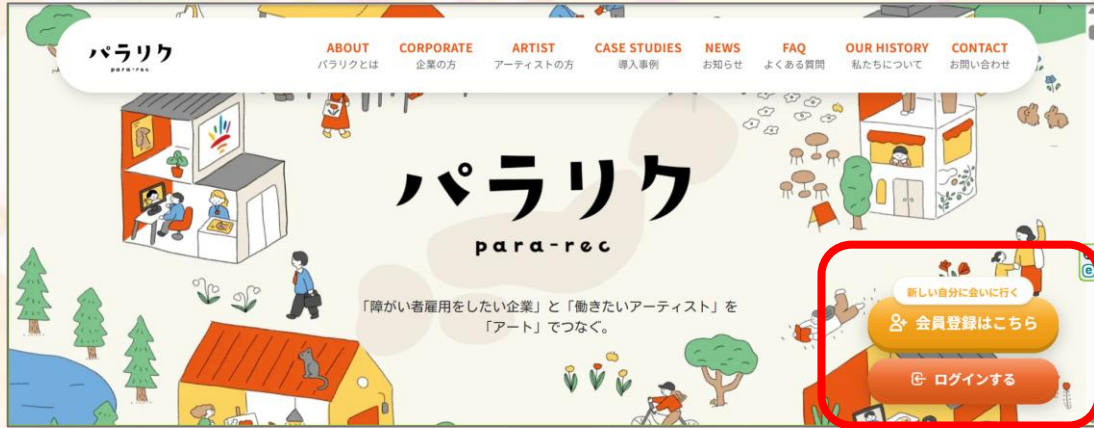 パラリク
para-rec
ABOUT
パラリクとは
CORPORATE
企業の方
ARTIST
アーティストの方
CASE STUDIES
導入事例
NEWS
お知らせ
FAQ
よくある質問
OUR HISTORY
私たちについて
CONTACT
お問い合わせ
パラリク
para-rec
「障がい者雇用をしたい企業」と「働きたいアーティスト」を
「アート」でつなぐ。
新しい自分に会いに行く
会員登録はこちら
ログインする